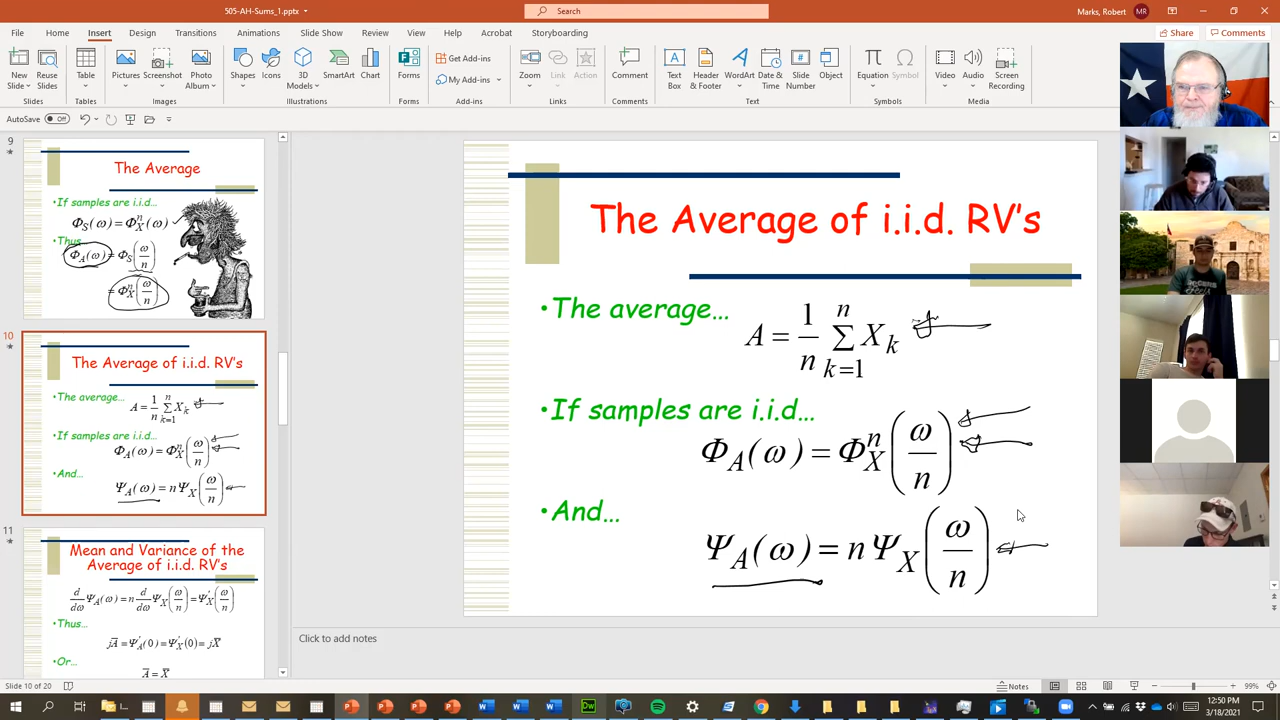 505-AH-Sums_1.pptx
Search
Marks, Robert
File Home Insert Design Transitions Animations Slide Show Review View Help Acrobat Storyboarding
Share Comments
New Slide Reuse Slides Table Pictures Screenshot Photo Album Shapes Icons 3D Models SmartArt Chart Forms Get Add-ins My Add-ins Zoom Link Action Comment Text Box Header & Footer WordArt Date & Time Slide Number Object Equation Symbol Video Audio Screen Recording
Slides Tables Images Illustrations Forms Add-ins Links Comments Text Symbols Media
AutoSave Off
9
The Average
•If samples are i.i.d…
Φ_S(ω) = Φ_X^n(ω)
•Thus
Φ_A(ω) = Φ_S(ω/n)
= Φ_X^n(ω/n)
10
The Average of i.i.d. RV's
•The average…
A = 1/n ∑_{k=1}^{n} X_k
•If samples are i.i.d…
Φ_A(ω) = Φ_X^n(ω/n)
•And…
Ψ_A(ω) = nΨ_X(ω/n)
11
Mean and Variance of the
Average of i.i.d. RV's
d/dω Ψ_A(ω) = n d/dω Ψ_X(ω/n) = Ψ'_X(ω/n)
•Thus…
jA̅ = Ψ'_A(0) = Ψ'_X(0) = jX̅
•Or…
A̅ = X̅
The Average of i.i.d. RV's
•The average…
A = 1/n ∑_{k=1}^{n} X_k
•If samples are i.i.d…
Φ_A(ω) = Φ_X^n(ω/n)
•And…
Ψ_A(ω) = nΨ_X(ω/n)
Click to add notes
Slide 10 of 20
Notes
99%
12:50 PM
3/18/2021